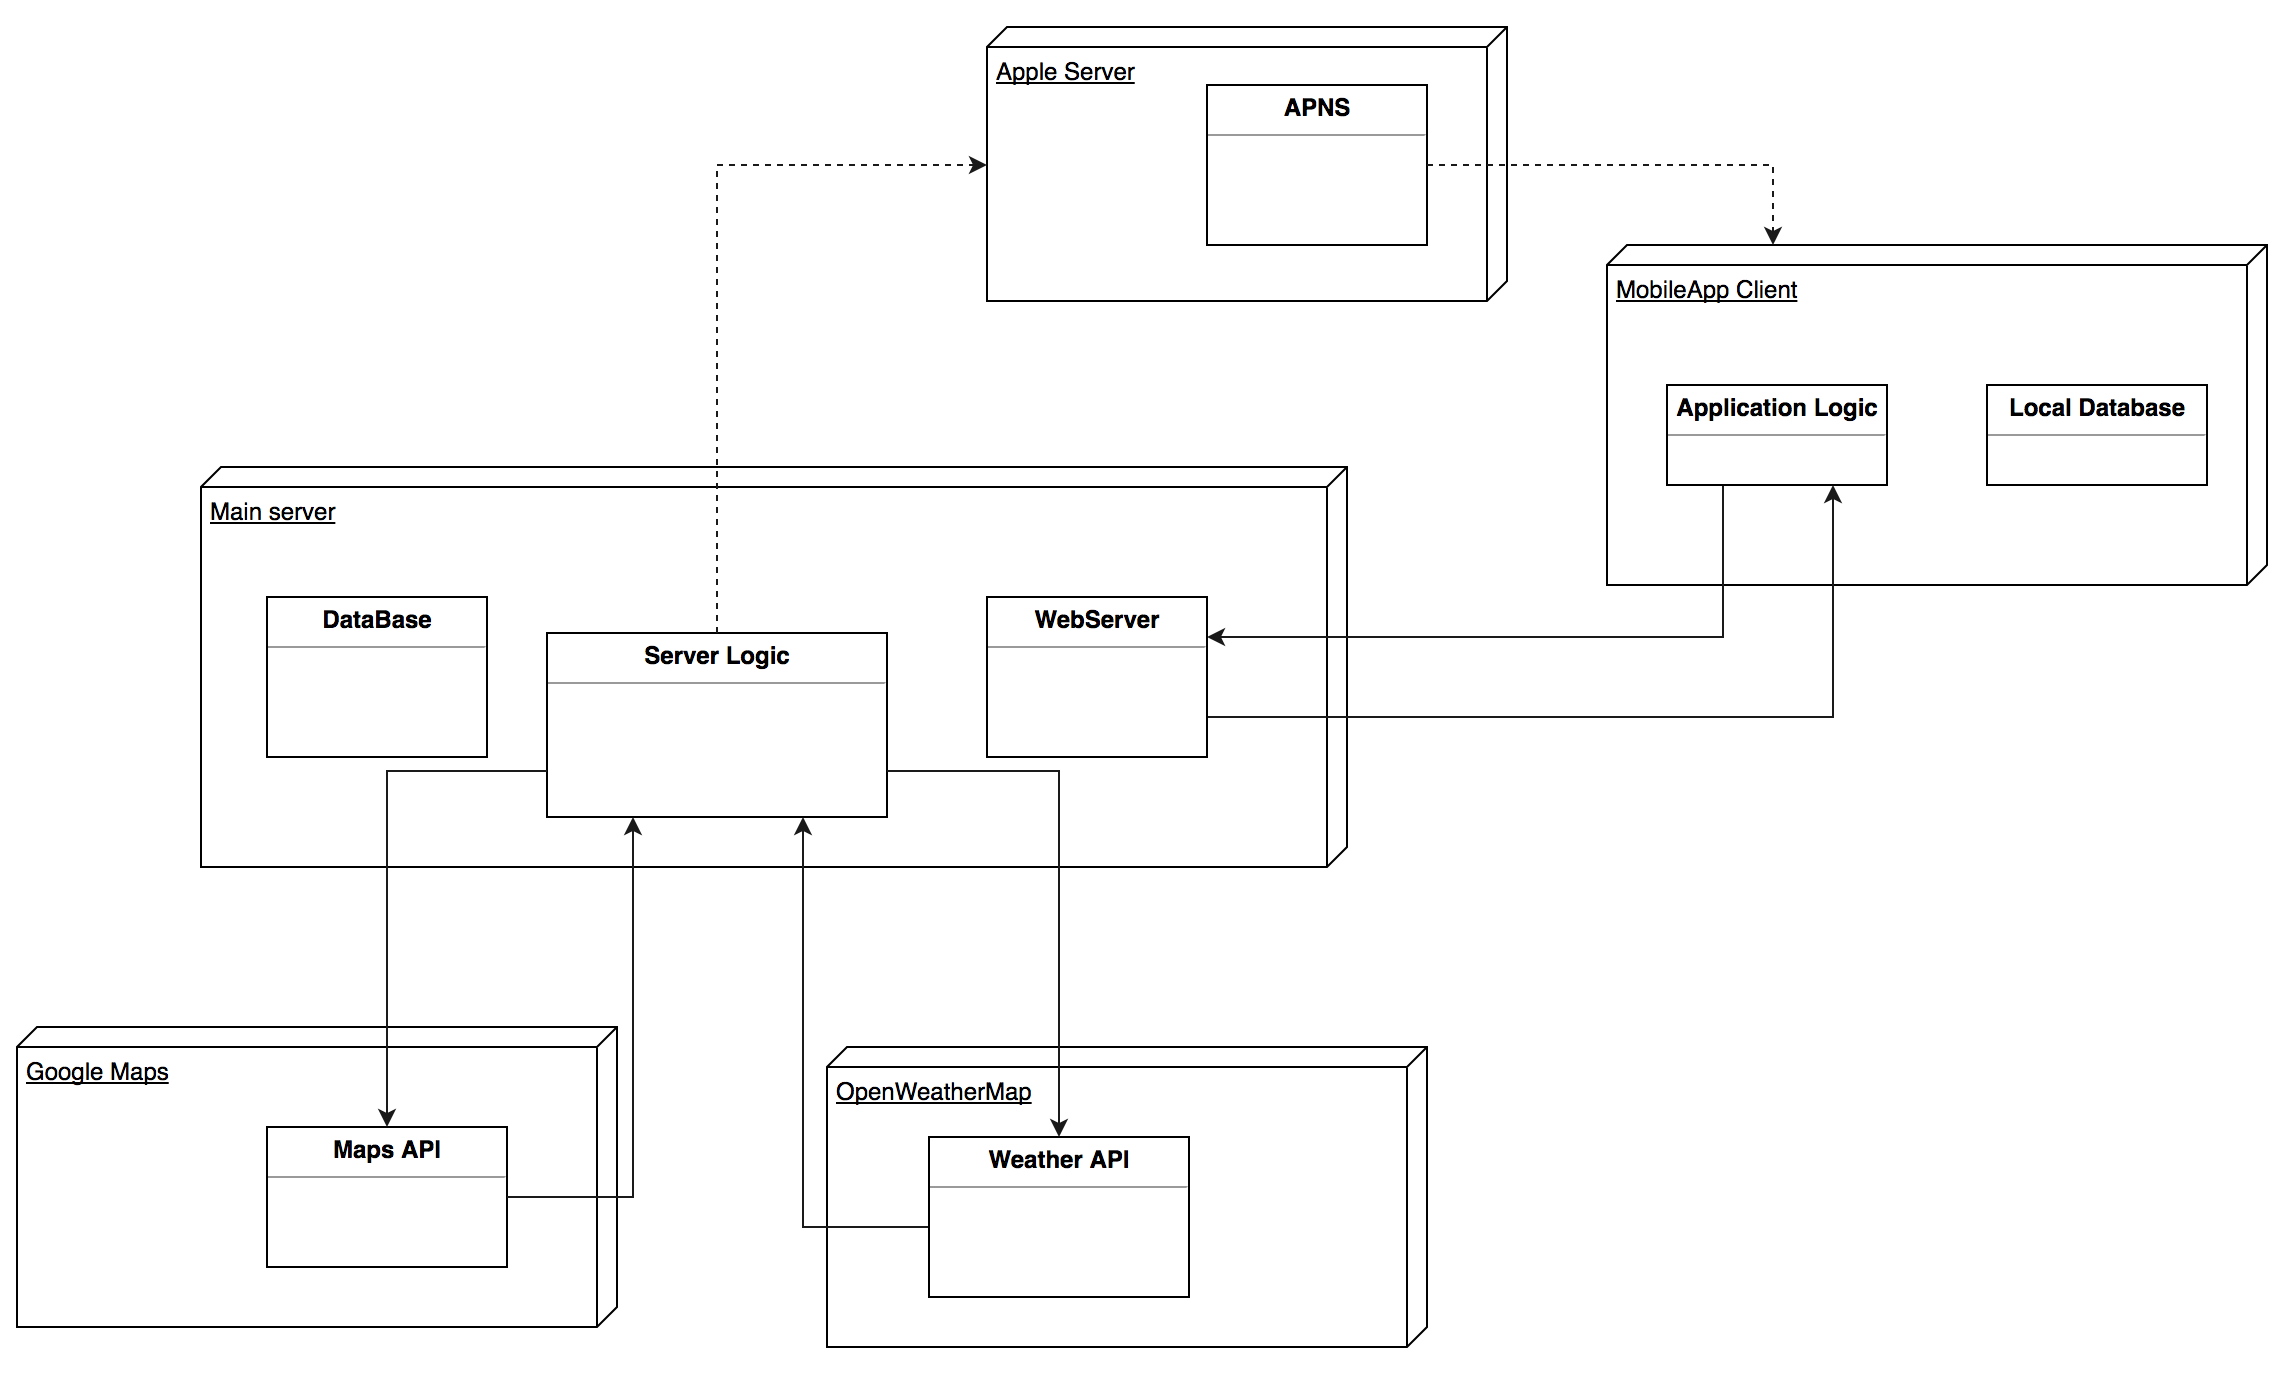 Apple Server
APNS
MobileApp Client
Application Logic
Local Database
Main server
DataBase
Server Logic
WebServer
Google Maps
Maps API
OpenWeatherMap
Weather API